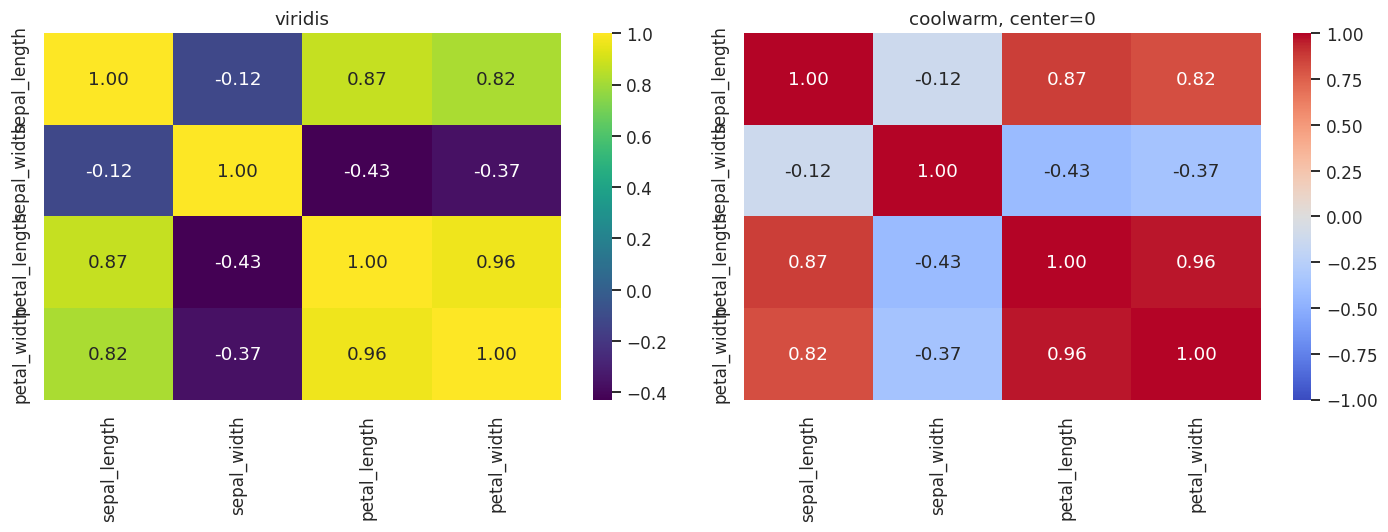 viridis
sepal_length
sepal_width
petal_length
petal_width
1.00 -0.12 0.87 0.82
-0.12 1.00 -0.43 -0.37
0.87 -0.43 1.00 0.96
0.82 -0.37 0.96 1.00
sepal_length
sepal_width
petal_length
petal_width
1.0
0.8
0.6
0.4
0.2
0.0
−0.2
−0.4
coolwarm, center=0
sepal_length
sepal_width
petal_length
petal_width
1.00 -0.12 0.87 0.82
-0.12 1.00 -0.43 -0.37
0.87 -0.43 1.00 0.96
0.82 -0.37 0.96 1.00
sepal_length
sepal_width
petal_length
petal_width
1.00
0.75
0.50
0.25
0.00
−0.25
−0.50
−0.75
−1.00